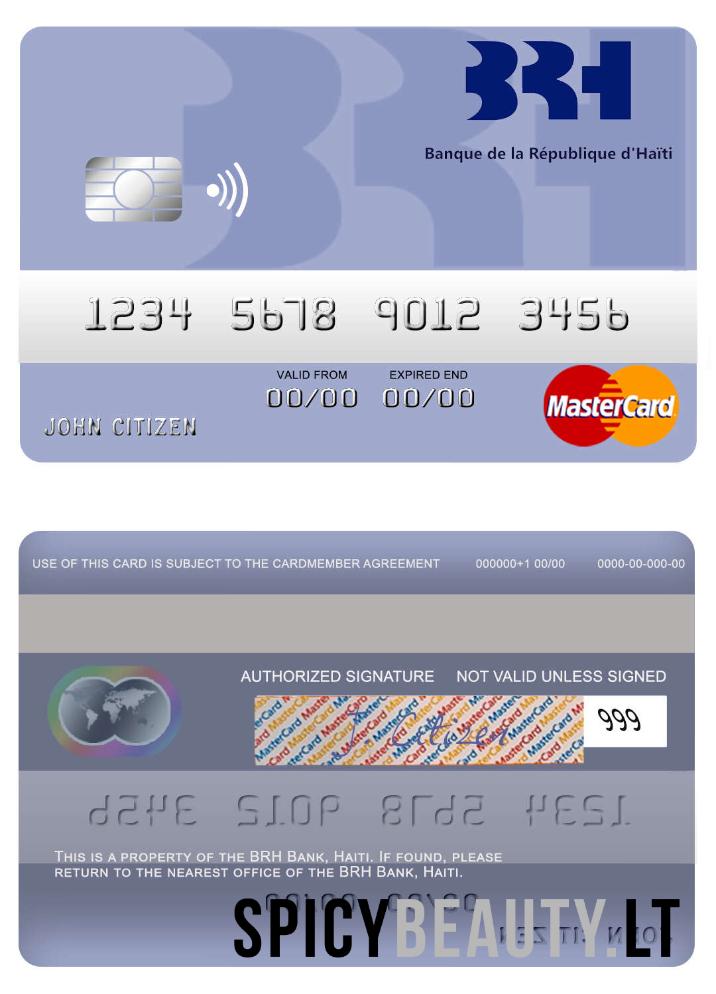 BRH
Banque de la République d'Haïti
1234 5678 9012 3456
VALID FROM EXPIRED END
00/00 00/00
JOHN CITIZEN
MasterCard
USE OF THIS CARD IS SUBJECT TO THE CARDMEMBER AGREEMENT 000000+1 00/00 0000-00-000-00
AUTHORIZED SIGNATURE NOT VALID UNLESS SIGNED
J. Citizen
999
THIS IS A PROPERTY OF THE BRH BANK, HAITI. IF FOUND, PLEASE
RETURN TO THE NEAREST OFFICE OF THE BRH BANK, HAITI.
SPICYBEAUTY.LT